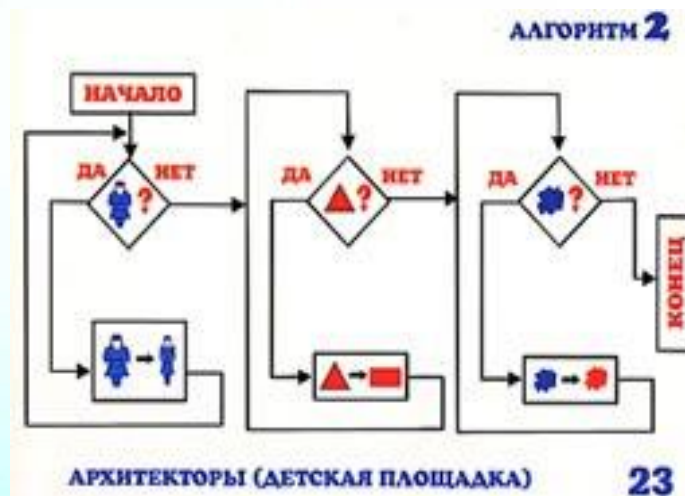 АЛГОРИТМ 2
НАЧАЛО
ДА
?
НЕТ
ДА
?
НЕТ
ДА
?
НЕТ
КОНЕЦ
АРХИТЕКТОРЫ (ДЕТСКАЯ ПЛОЩАДКА)
23